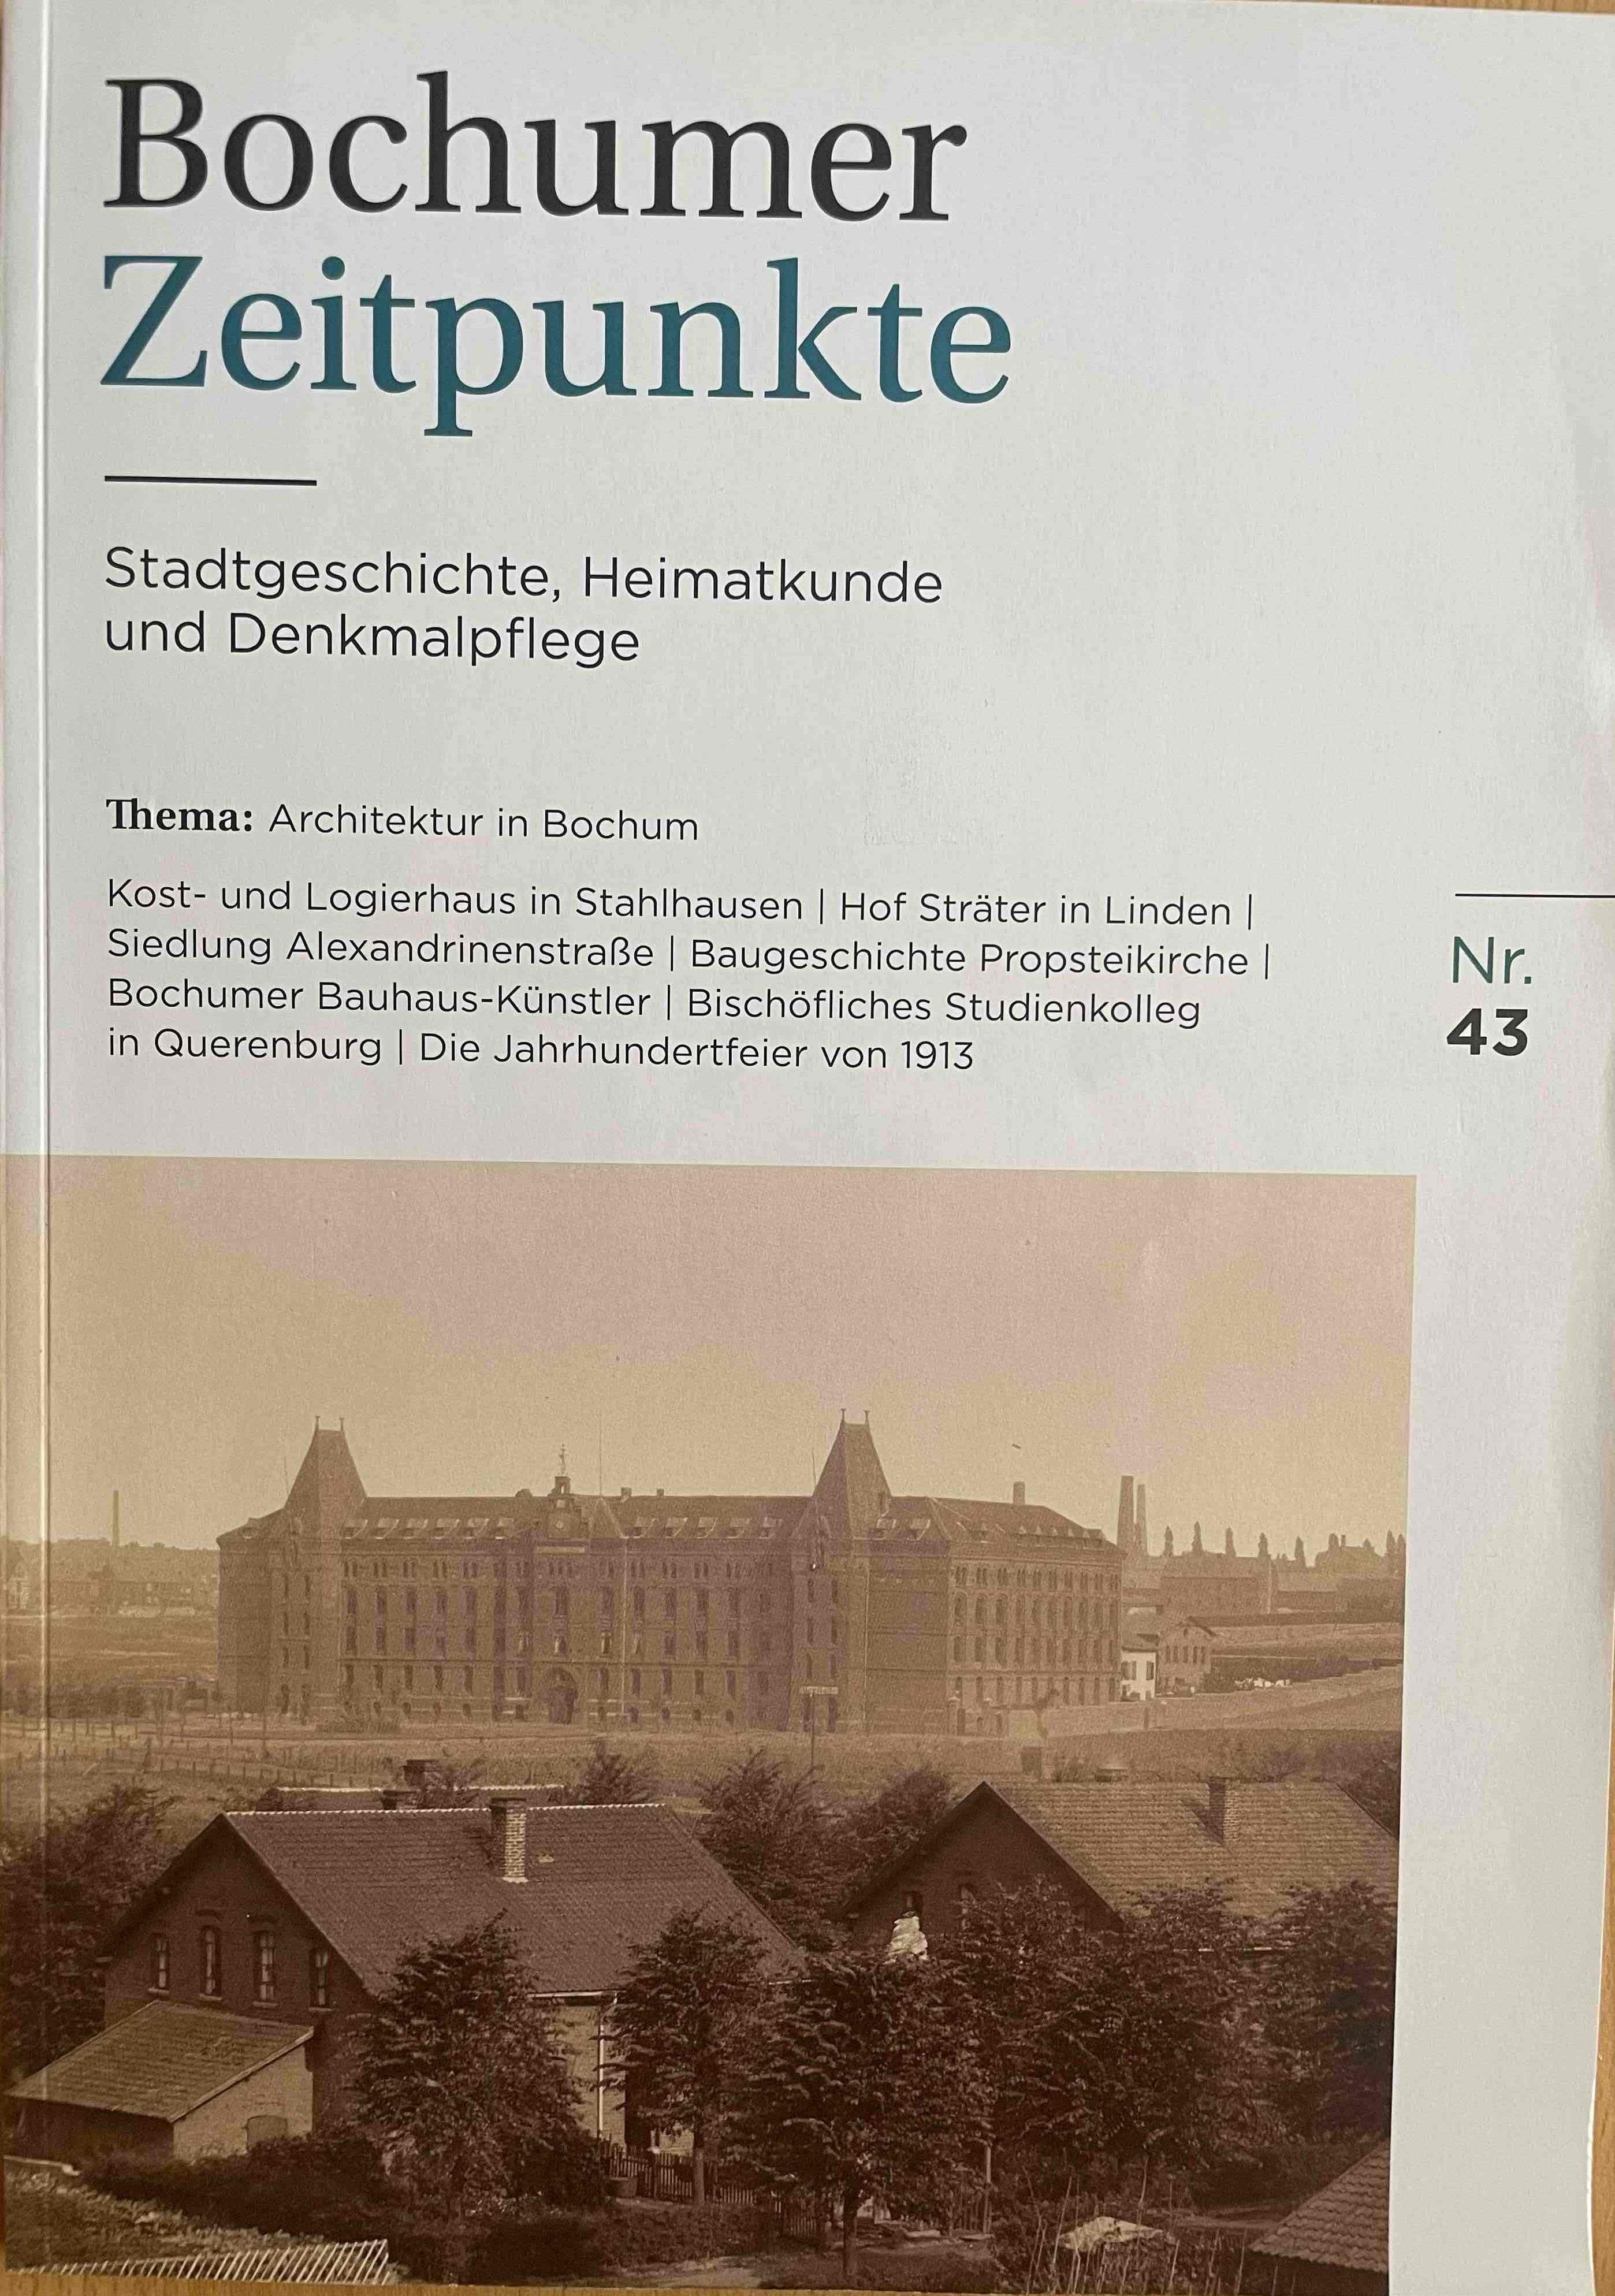 Bochumer
Zeitpunkte
Stadtgeschichte, Heimatkunde
und Denkmalpflege
Thema: Architektur in Bochum
Kost- und Logierhaus in Stahlhausen | Hof Sträter in Linden |
Siedlung Alexandrinenstraße | Baugeschichte Propsteikirche |
Bochumer Bauhaus-Künstler | Bischöfliches Studienkolleg
in Querenburg | Die Jahrhundertfeier von 1913
Nr.
43